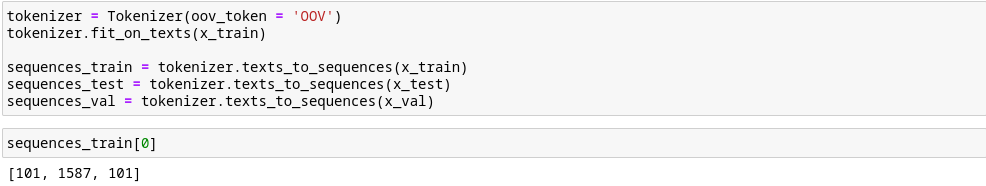 tokenizer = Tokenizer(oov_token = 'OOV')
tokenizer.fit_on_texts(x_train)
sequences_train = tokenizer.texts_to_sequences(x_train)
sequences_test = tokenizer.texts_to_sequences(x_test)
sequences_val = tokenizer.texts_to_sequences(x_val)
sequences_train[0]
[101, 1587, 101]